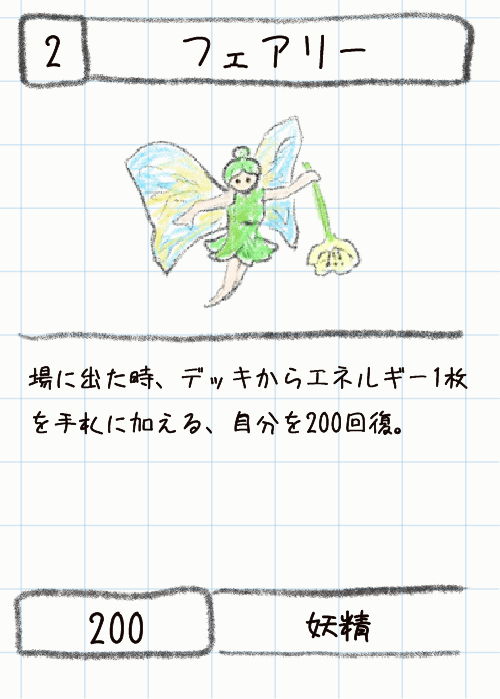 2
フェアリー
場に出た時、デッキからエネルギー1枚
を手札に加える、自分を200回復。
200
妖精